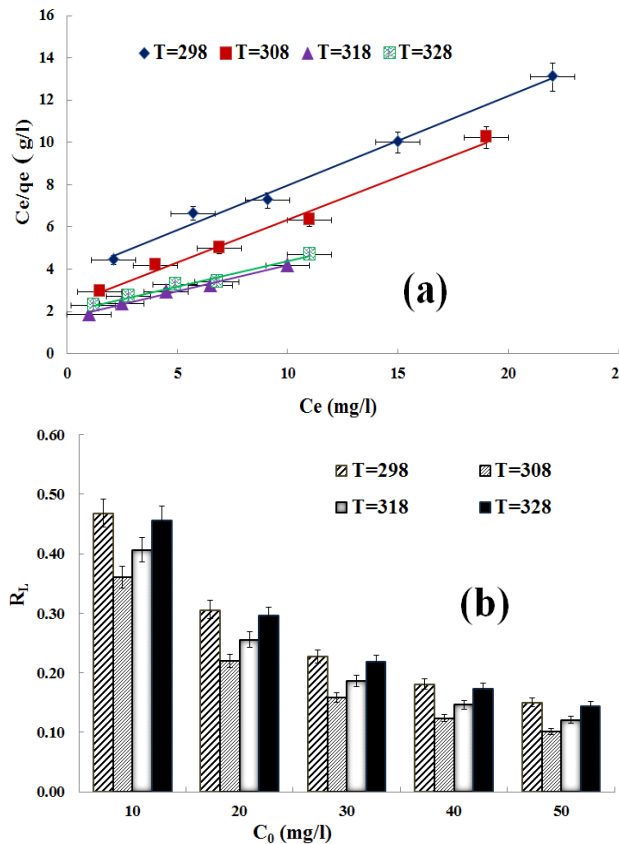 16
T=298 T=308 T=318 T=328
14
12
10
8
6
4
2
0
Ce/qe ( g/l)
(a)
0 5 10 15 20 2
Ce (mg/l)
0.60
0.50
0.40
0.30
0.20
0.10
0.00
R_L
T=298 T=308
T=318 T=328
(b)
10 20 30 40 50
C₀ (mg/l)